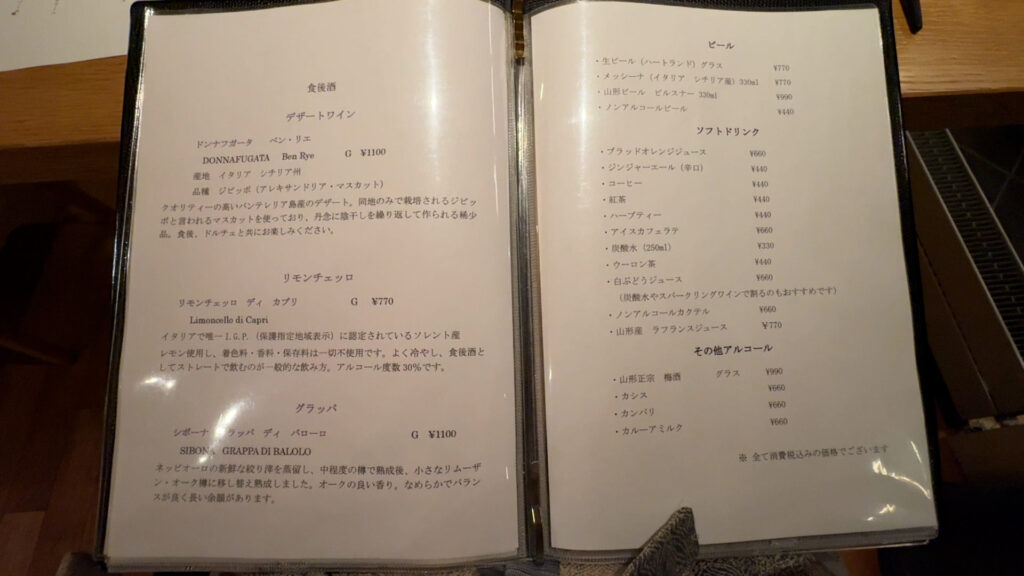 食後酒
デザートワイン
ドンナフガータ ベン・リエ
DONNAFUGATA Ben Rye G ¥1100
産地 イタリア シチリア州
品種 ジビッボ（アレキサンドリア・マスカット）
クオリティーの高いパンテレリア島産のデザート。同地のみで栽培されるジビッ
ボと言われるマスカットを使っており、丹念に陰干しを繰り返して作られる稀少
品。食後、ドルチェと共にお楽しみください。
リモンチェッロ
リモンチェッロ ディ カプリ G ¥770
Limoncello di Capri
イタリアで唯一 I.G.P.（保護指定地域表示）に認定されているソレント産
レモン使用し、着色料・香料・保存料は一切不使用です。よく冷やし、食後酒と
してストレートで飲むのが一般的な飲み方。アルコール度数 30%です。
グラッパ
シボーナ グラッパ ディ バローロ G ¥1100
SIBONA GRAPPA DI BALOLO
ネッビオーロの新鮮な絞り滓を蒸留し、中程度の樽で熟成後、小さなリムーザ
ン・オーク樽に移し替え熟成しました。オークの良い香り。なめらかでバラン
スが良く長い余韻があります。
ビール
・生ビール（ハートランド）グラス ¥770
・メッシーナ（イタリア シチリア産）330ml ¥770
・山形ビール ピルスナー 330ml ¥990
・ノンアルコールビール ¥440
ソフトドリンク
・ブラッドオレンジジュース ¥660
・ジンジャーエール（辛口） ¥440
・コーヒー ¥440
・紅茶 ¥440
・ハーブティー ¥440
・アイスカフェラテ ¥660
・炭酸水（250ml） ¥330
・ウーロン茶 ¥440
・白ぶどうジュース ¥660
（炭酸水やスパークリングワインで割るのもおすすめです）
・ノンアルコールカクテル ¥660
・山形産 ラフランスジュース ¥770
その他アルコール
・山形正宗 梅酒 グラス ¥990
・カシス ¥660
・カンパリ ¥660
・カルーアミルク ¥660
※ 全て消費税込みの価格でございます